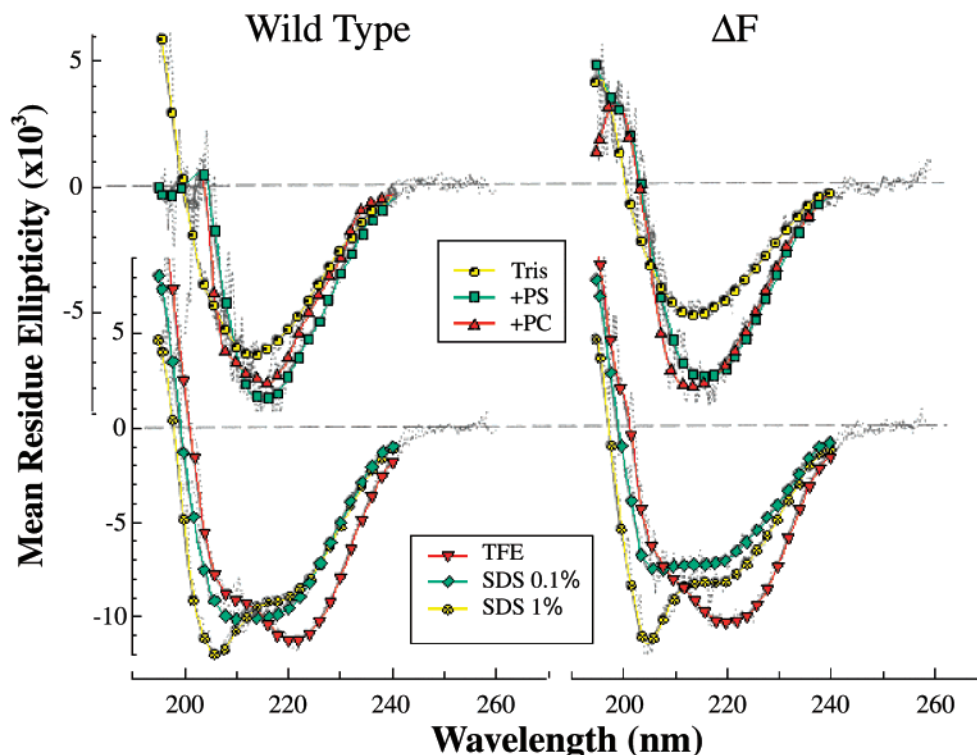 Wild Type
ΔF
Mean Residue Ellipticity (x10³)
5
0
-5
5
0
-5
-10
Tris
+PS
+PC
TFE
SDS 0.1%
SDS 1%
200 220 240 260
200 220 240 260
Wavelength (nm)